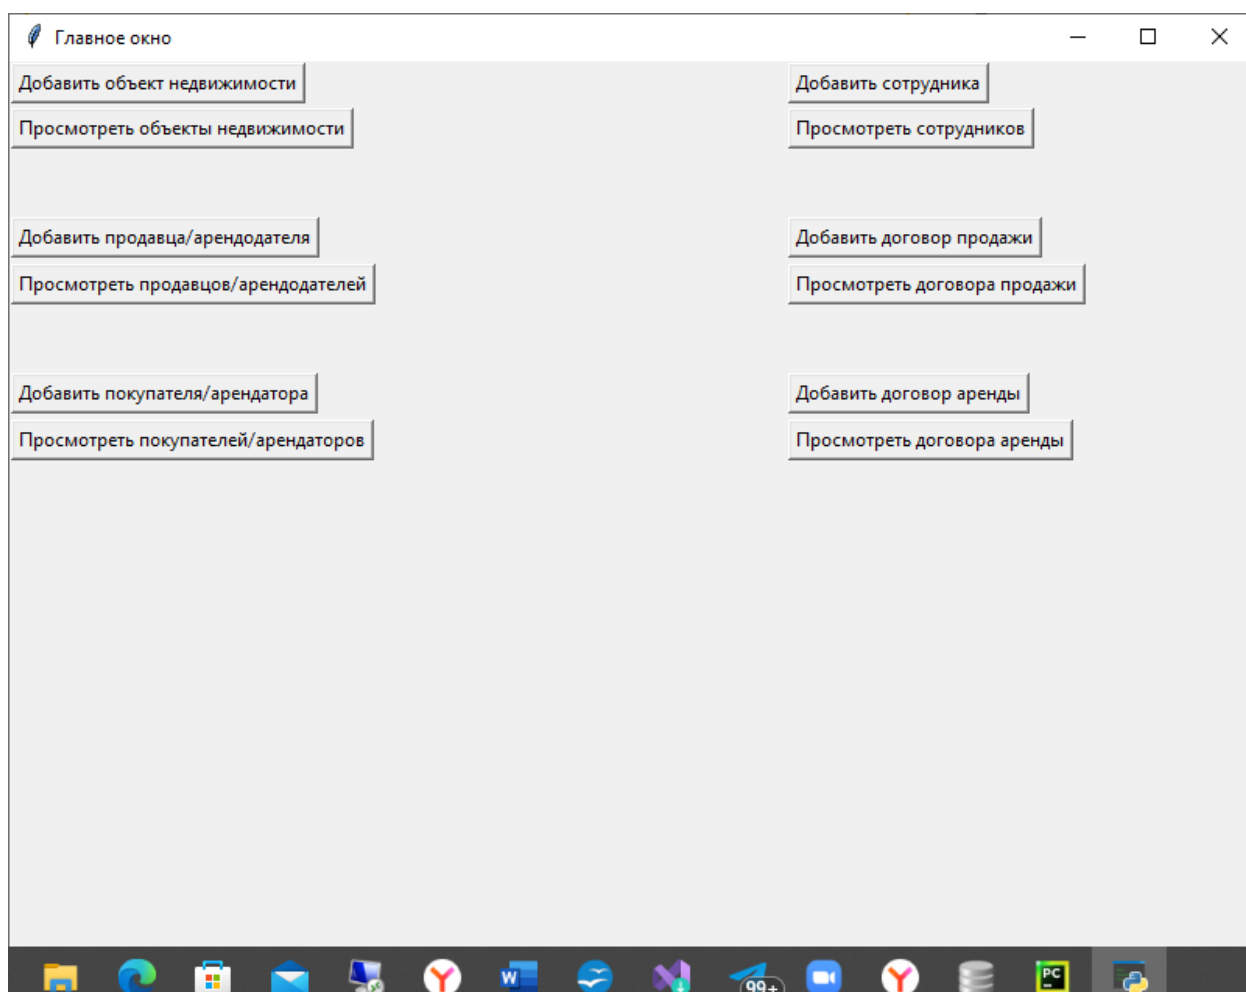 Главное окно
Добавить объект недвижимости
Просмотреть объекты недвижимости
Добавить продавца/арендодателя
Просмотреть продавцов/арендодателей
Добавить покупателя/арендатора
Просмотреть покупателей/арендаторов
Добавить сотрудника
Просмотреть сотрудников
Добавить договор продажи
Просмотреть договора продажи
Добавить договор аренды
Просмотреть договора аренды
W
99+
PC